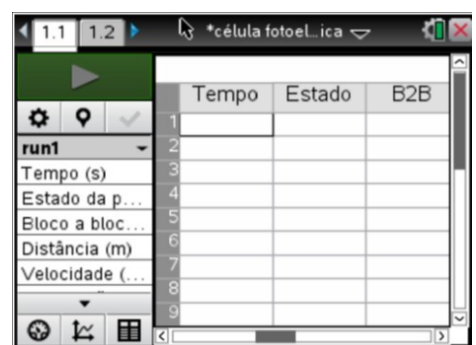 1.1 1.2 *célula fotoel...ica
Tempo Estado B2B
run1
Tempo (s)
Estado da p...
Bloco a bloc...
Distância (m)
Velocidade (...
1
2
3
4
5
6
7
8
9